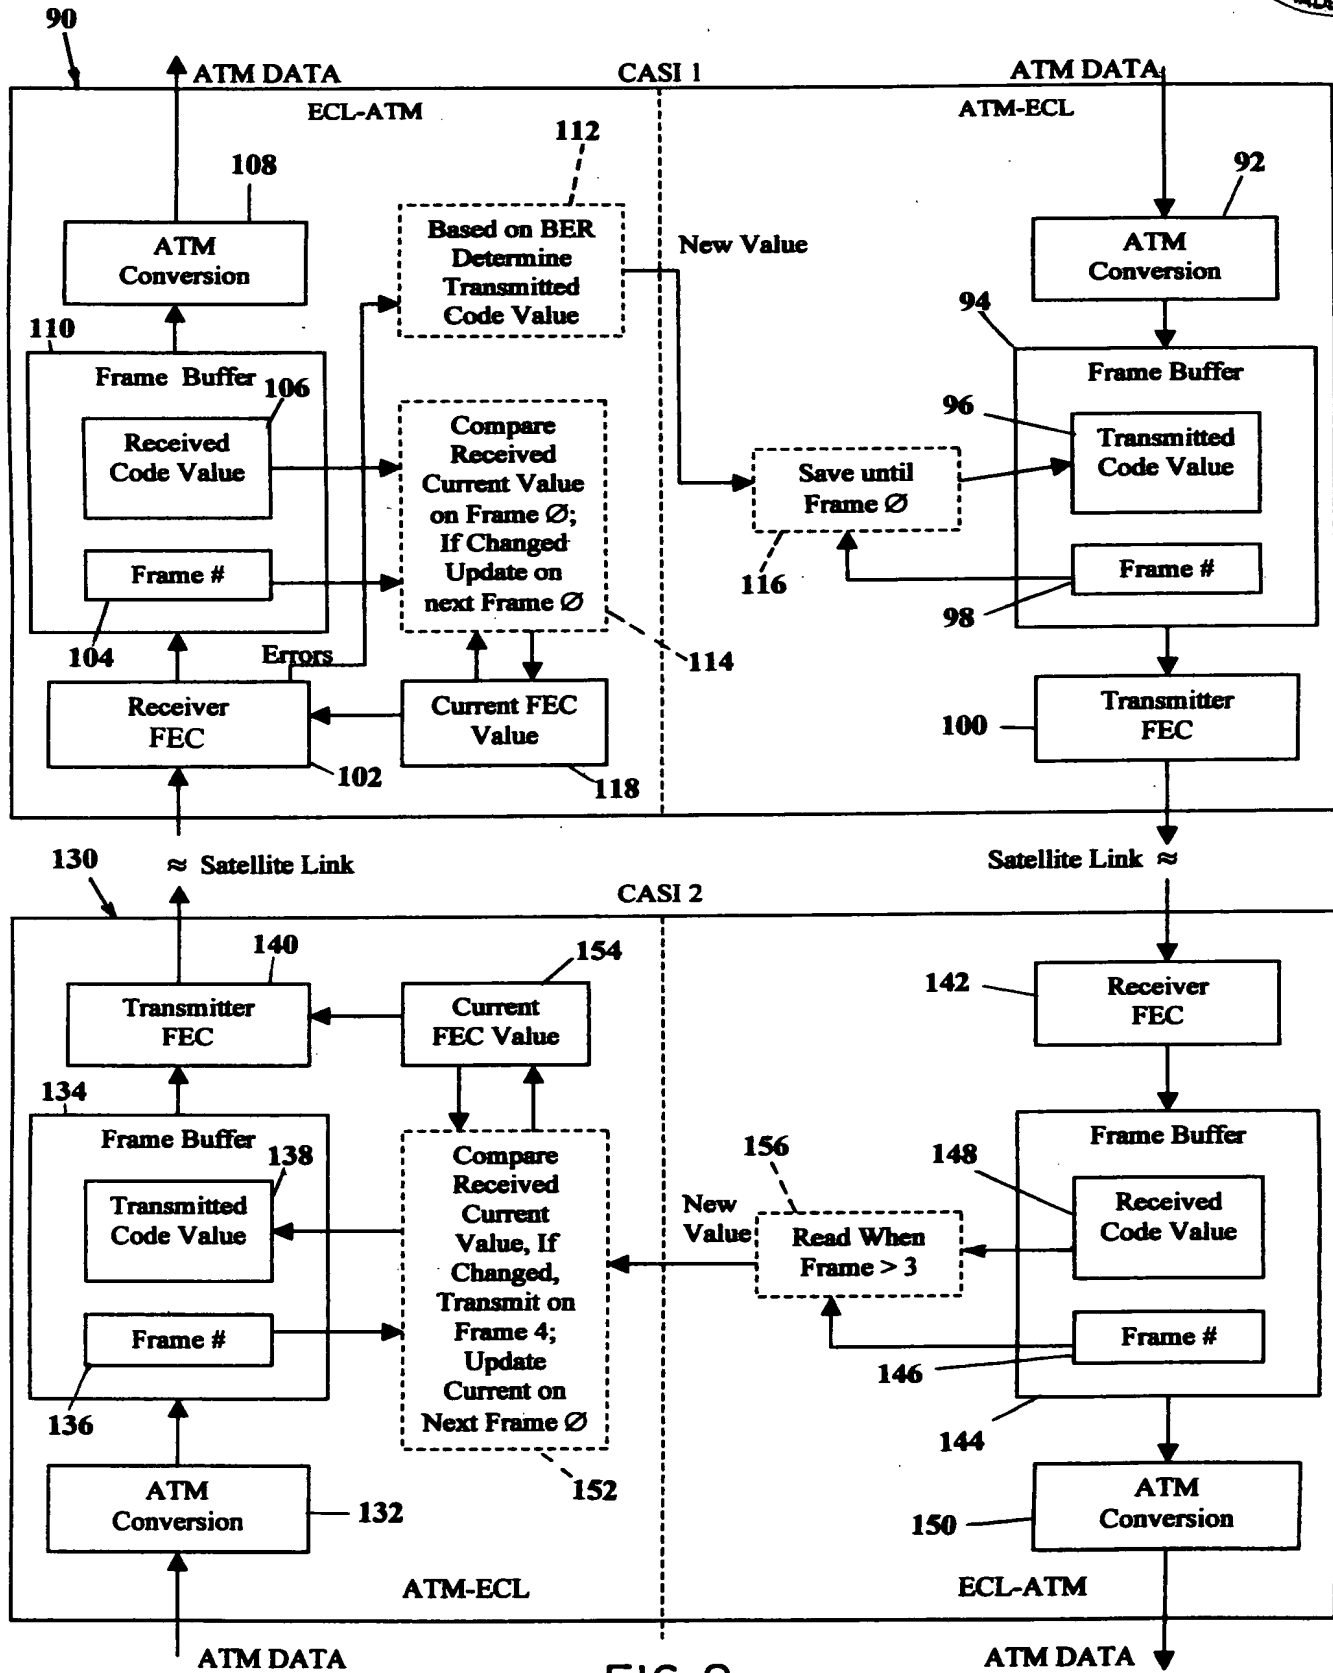 90
ATM DATA
CASI 1
ATM DATA
ECL-ATM
ATM-ECL
112
108
92
ATM
Conversion
Based on BER
Determine
Transmitted
Code Value
New Value
ATM
Conversion
110
94
Frame Buffer
106
Received
Code Value
Compare
Received
Current Value
on Frame Ø;
If Changed
Update on
next Frame Ø
Frame Buffer
96
Transmitted
Code Value
Save until
Frame Ø
116
Frame #
Frame #
98
104
Errors
114
Receiver
FEC
102
Current FEC
Value
118
100
Transmitter
FEC
130
≈ Satellite Link
Satellite Link ≈
CASI 2
140
154
142
Transmitter
FEC
Current
FEC Value
Receiver
FEC
134
Frame Buffer
138
Transmitted
Code Value
Compare
Received
Current
Value, If
Changed,
Transmit on
Frame 4;
Update
Current on
Next Frame Ø
156
New
Value
Read When
Frame > 3
148
Frame Buffer
Received
Code Value
Frame #
136
Frame #
146
144
152
ATM
Conversion
132
150
ATM
Conversion
ATM-ECL
ECL-ATM
ATM DATA
ATM DATA